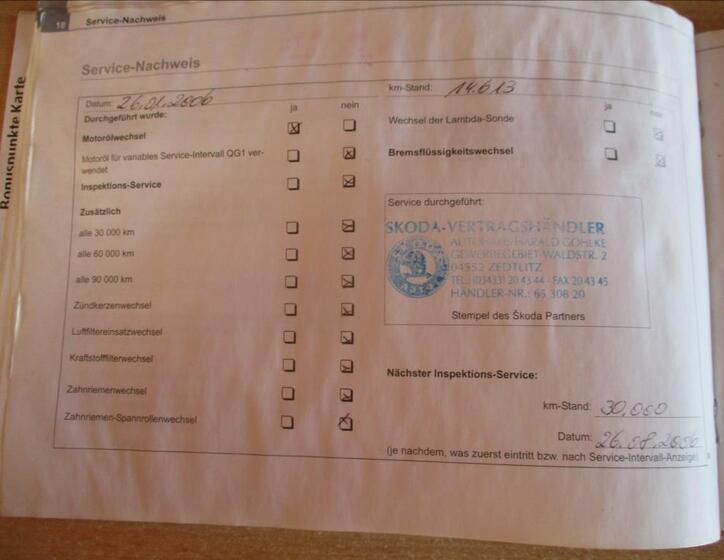 18 Service-Nachweis
Bonuspunkte Karte
Service-Nachweis
Datum: 26.01.2006
km-Stand: 14.613
ja nein
Durchgeführt wurde:
Motorölwechsel
Motoröl für variables Service-Intervall QG1 ver-
wendet
Inspektions-Service
Zusätzlich
alle 30 000 km
alle 60 000 km
alle 90 000 km
Zündkerzenwechsel
Luftfiltereinsatzwechsel
Kraftstofffilterwechsel
Zahnriemenwechsel
Zahnriemen-Spannrollenwechsel
ja nein
Wechsel der Lambda-Sonde
Bremsflüssigkeitswechsel
Service durchgeführt:
SKODA-VERTRAGSHÄNDLER
AUTOHAUS HARALD GOHLKE
GEWERBEGEBIET WALDSTR. 2
04552 ZEDTLITZ
TEL.: (03433) 20 43 44 - FAX 20 43 45
HÄNDLER-NR.: 65 308 20
Stempel des Škoda Partners
Nächster Inspektions-Service:
km-Stand: 30.000
Datum: 26.08.2006
(je nachdem, was zuerst eintritt bzw. nach Service-Intervall-Anzeige)